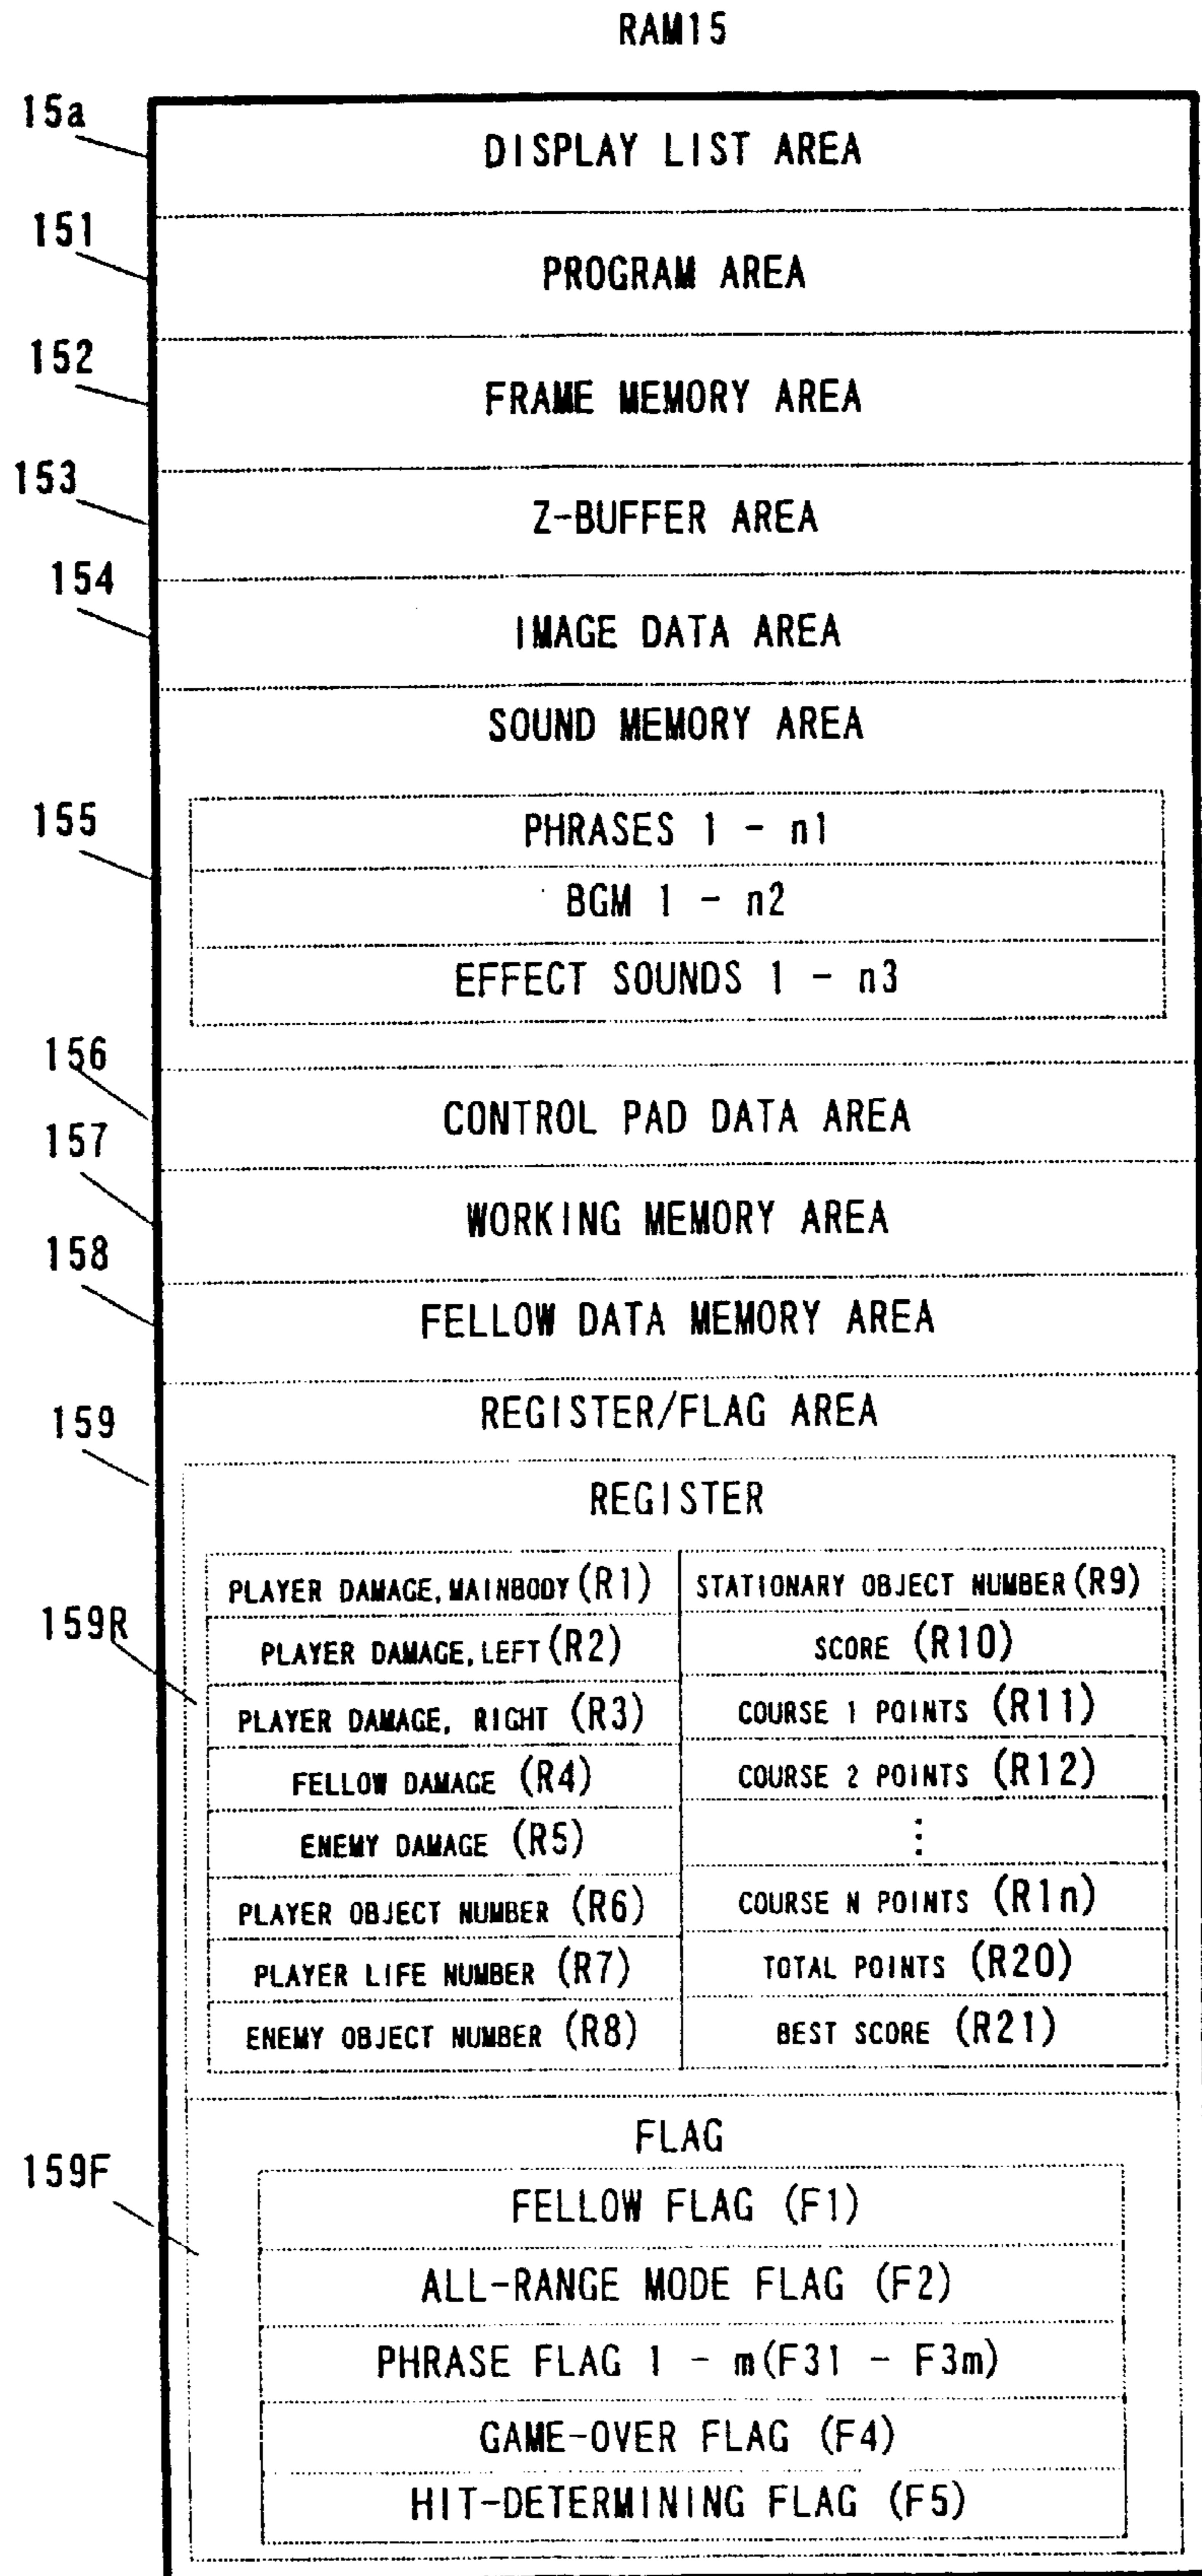 RAM15
15a
DISPLAY LIST AREA
151
PROGRAM AREA
152
FRAME MEMORY AREA
153
Z-BUFFER AREA
154
IMAGE DATA AREA
SOUND MEMORY AREA
155
PHRASES 1 - n1
BGM 1 - n2
EFFECT SOUNDS 1 - n3
156
CONTROL PAD DATA AREA
157
WORKING MEMORY AREA
158
FELLOW DATA MEMORY AREA
159
REGISTER/FLAG AREA
REGISTER
159R
PLAYER DAMAGE, MAINBODY (R1)
STATIONARY OBJECT NUMBER (R9)
PLAYER DAMAGE, LEFT (R2)
SCORE (R10)
PLAYER DAMAGE, RIGHT (R3)
COURSE 1 POINTS (R11)
FELLOW DAMAGE (R4)
COURSE 2 POINTS (R12)
ENEMY DAMAGE (R5)
⋮
PLAYER OBJECT NUMBER (R6)
COURSE N POINTS (R1n)
PLAYER LIFE NUMBER (R7)
TOTAL POINTS (R20)
ENEMY OBJECT NUMBER (R8)
BEST SCORE (R21)
FLAG
159F
FELLOW FLAG (F1)
ALL-RANGE MODE FLAG (F2)
PHRASE FLAG 1 - m(F31 - F3m)
GAME-OVER FLAG (F4)
HIT-DETERMINING FLAG (F5)